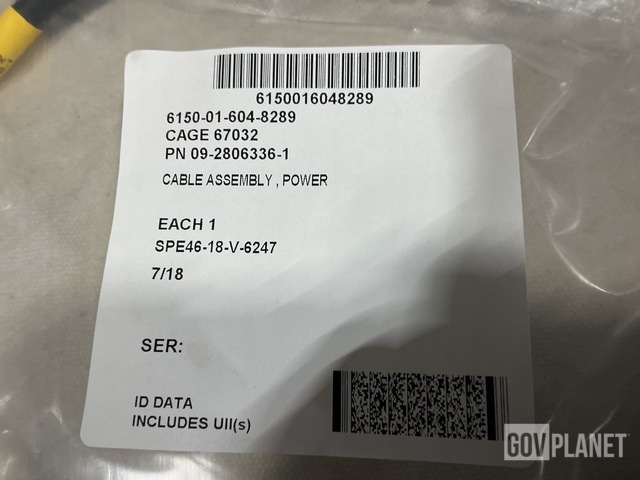 6150016048289
6150-01-604-8289
CAGE 67032
PN 09-2806336-1
CABLE ASSEMBLY , POWER
EACH 1
SPE46-18-V-6247
7/18
SER:
ID DATA
INCLUDES UII(s)
GOVPLANET